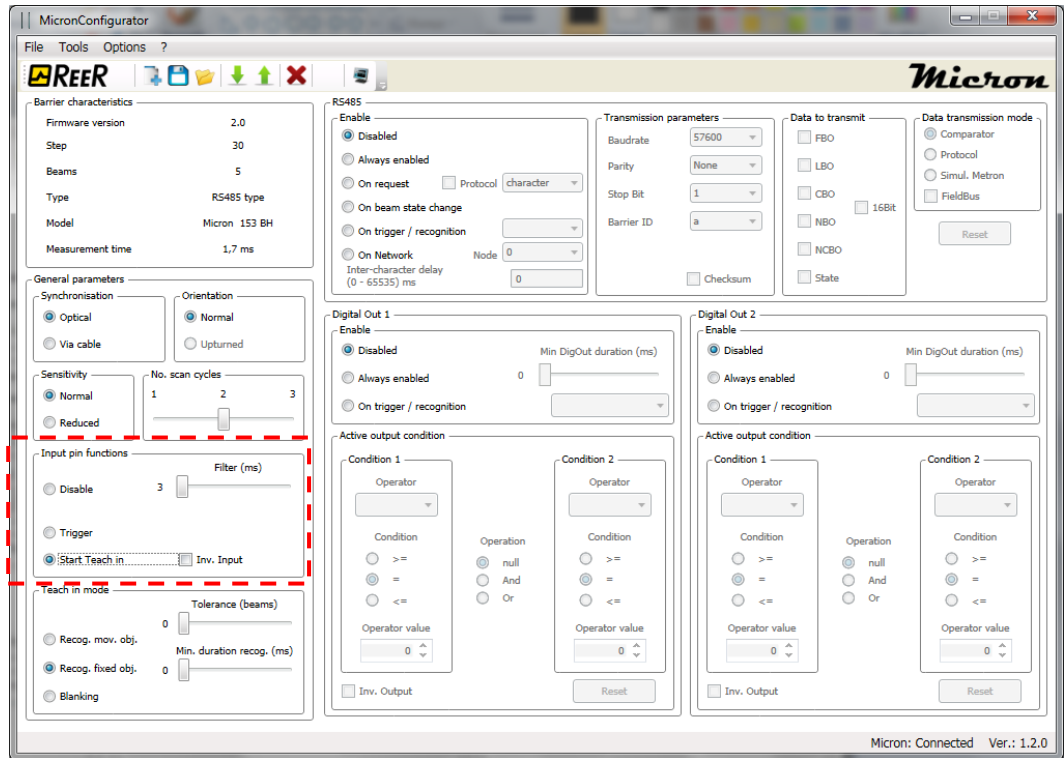 MicronConfigurator
File Tools Options ?
REER
Micron
Barrier characteristics
Firmware version 2.0
Step 30
Beams 5
Type RS485 type
Model Micron 153 BH
Measurement time 1,7 ms
General parameters
Synchronisation
Optical
Via cable
Orientation
Normal
Upturned
Sensitivity
Normal
Reduced
No. scan cycles
1 2 3
Input pin functions
Filter (ms)
Disable 3
Trigger
Start Teach in Inv. Input
Teach in mode
Tolerance (beams)
0
Recog. mov. obj.
Min. duration recog. (ms)
Recog. fixed obj. 0
Blanking
RS485
Enable
Disabled
Always enabled
On request Protocol character
On beam state change
On trigger / recognition
On Network Node 0
Inter-character delay
(0 - 65535) ms 0
Transmission parameters
Baudrate 57600
Parity None
Stop Bit 1
Barrier ID a
Checksum
Data to transmit
FBO
LBO
CBO
16Bit
NBO
NCBO
State
Data transmission mode
Comparator
Protocol
Simul. Metron
FieldBus
Reset
Digital Out 1
Enable
Disabled Min DigOut duration (ms)
Always enabled 0
On trigger / recognition
Active output condition
Condition 1
Operator
Condition
>=
=
<=
Operator value
0
Operation
null
And
Or
Condition 2
Operator
Condition
>=
=
<=
Operator value
0
Inv. Output Reset
Digital Out 2
Enable
Disabled Min DigOut duration (ms)
Always enabled 0
On trigger / recognition
Active output condition
Condition 1
Operator
Condition
>=
=
<=
Operator value
0
Operation
null
And
Or
Condition 2
Operator
Condition
>=
=
<=
Operator value
0
Inv. Output Reset
Micron: Connected Ver.: 1.2.0